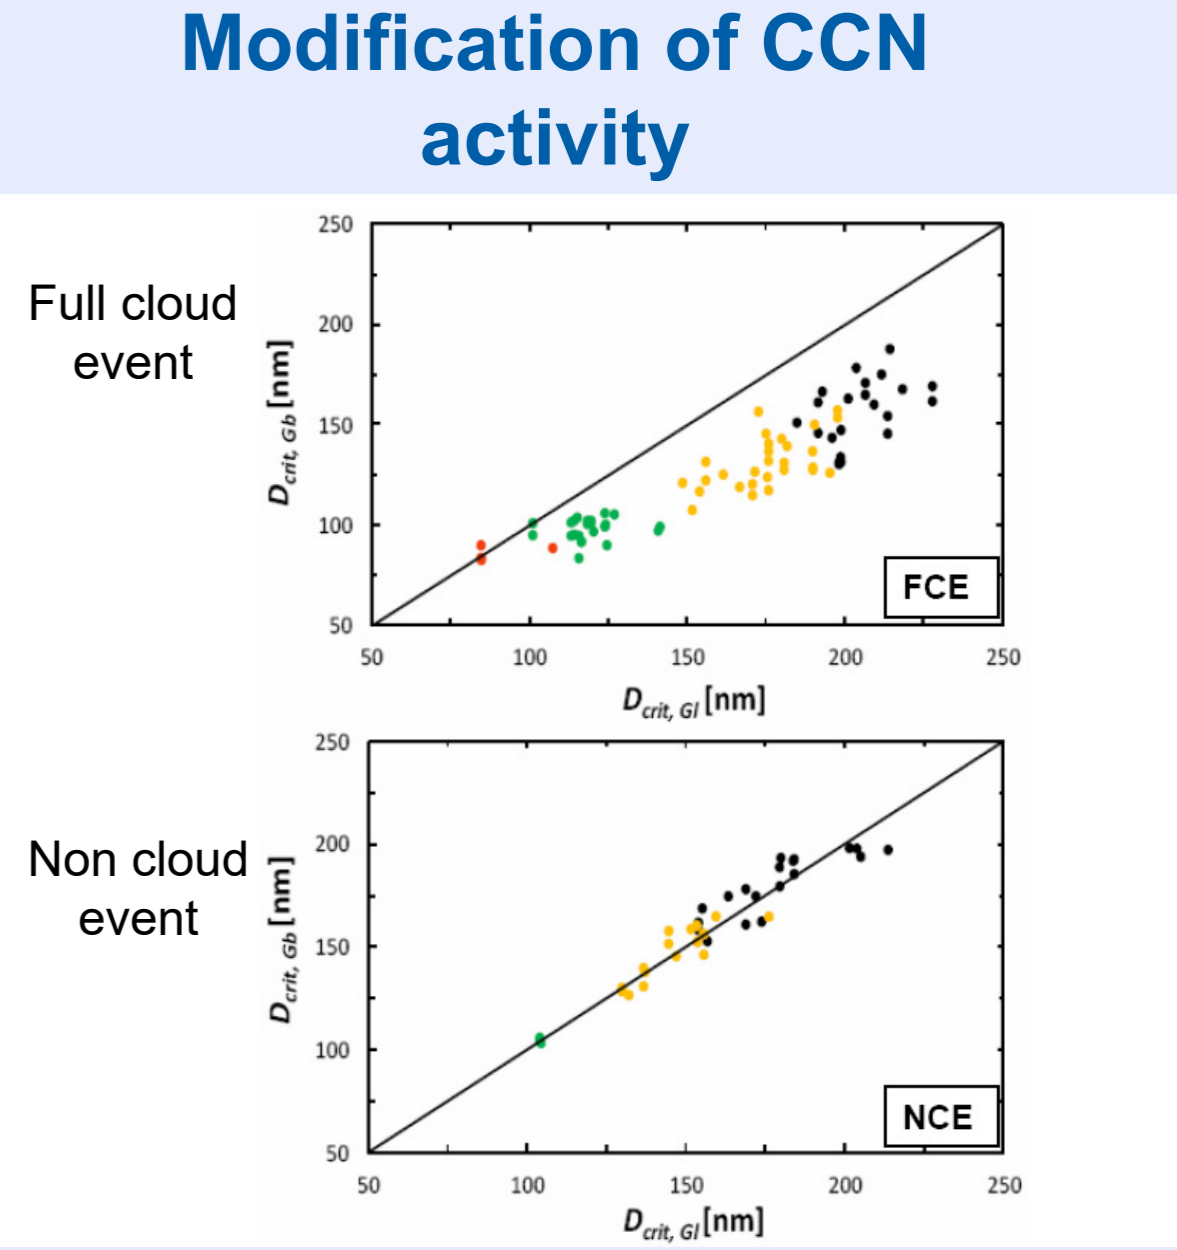 Modification of CCN
activity
Full cloud
event
250
200
150
100
50
D_crit, Gb [nm]
FCE
50 100 150 200 250
D_crit, Gl [nm]
Non cloud
event
250
200
150
100
50
D_crit, Gb [nm]
NCE
50 100 150 200 250
D_crit, Gl [nm]